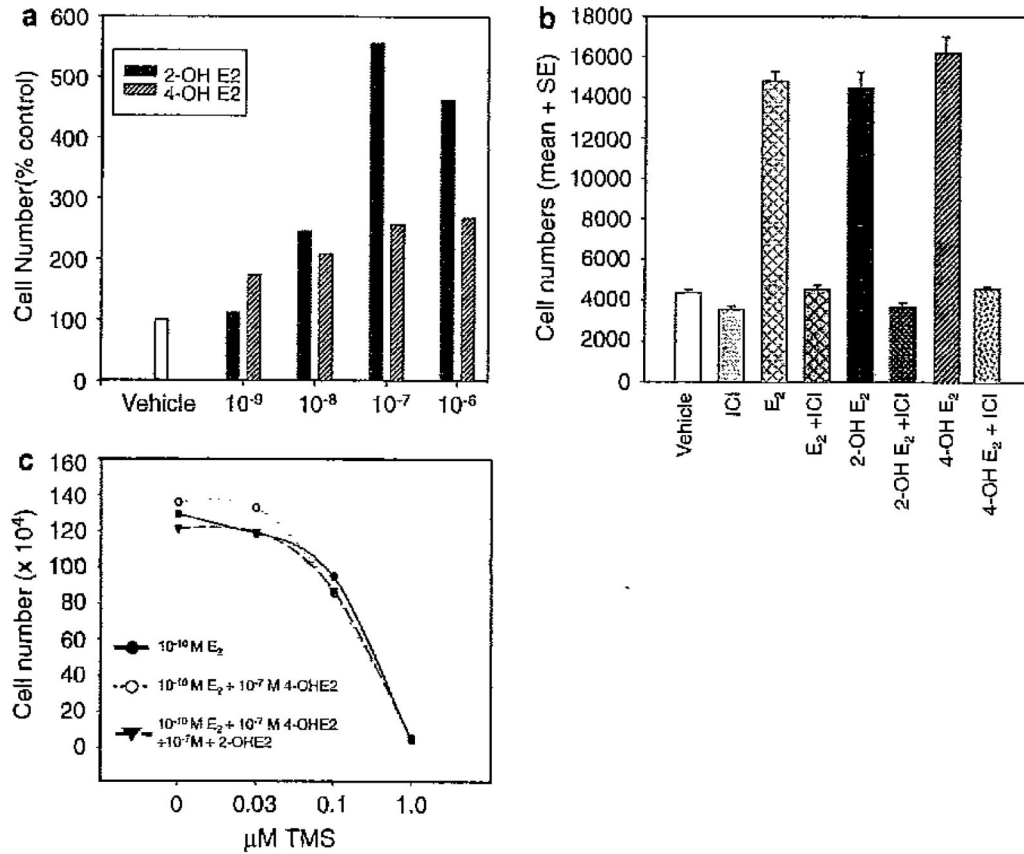 a
600
500
400
300
200
100
0
Cell Number(% control)
2-OH E2
4-OH E2
Vehicle 10-9 10-8 10-7 10-6
b
18000
16000
14000
12000
10000
8000
6000
4000
2000
0
Cell numbers (mean + SE)
Vehicle
ICI
E2
E2 +ICI
2-OH E2
2-OH E2 +ICI
4-OH E2
4-OH E2 + ICI
c
160
140
120
100
80
60
40
20
0
Cell number (x 10⁴)
10-10 M E2
10-10 M E2 + 10-7 M 4-OHE2
10-10 M E2 + 10-7 M 4-OHE2
+10-7M + 2-OHE2
0 0.03 0.1 1.0
µM TMS